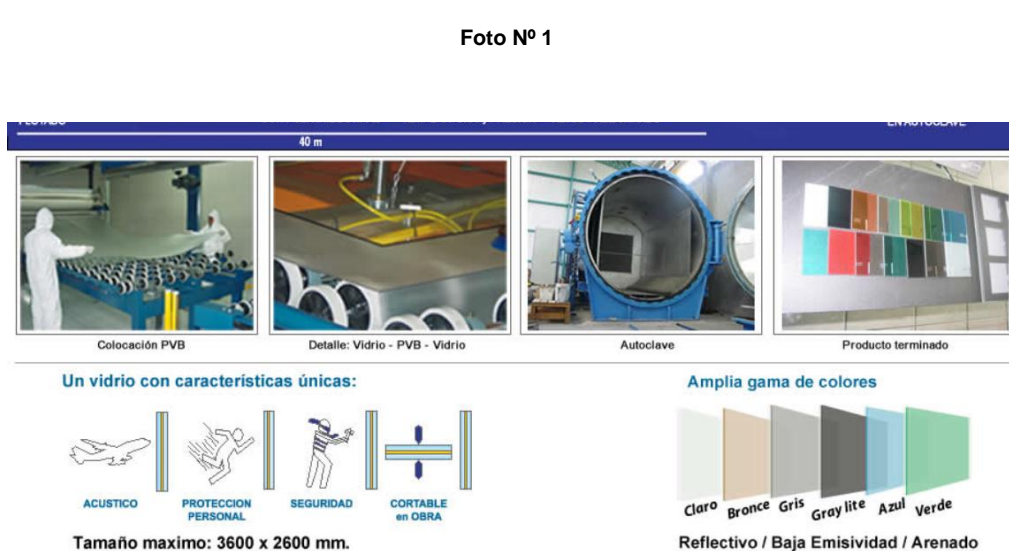 Foto Nº 1
40 m
EN AUTOCLAVE
Colocación PVB
Detalle: Vidrio - PVB - Vidrio
Autoclave
Producto terminado
Un vidrio con características únicas:
Amplia gama de colores
ACUSTICO
PROTECCION
PERSONAL
SEGURIDAD
CORTABLE
en OBRA
Claro
Bronce
Gris
Gray lite
Azul
Verde
Tamaño maximo: 3600 x 2600 mm.
Reflectivo / Baja Emisividad / Arenado